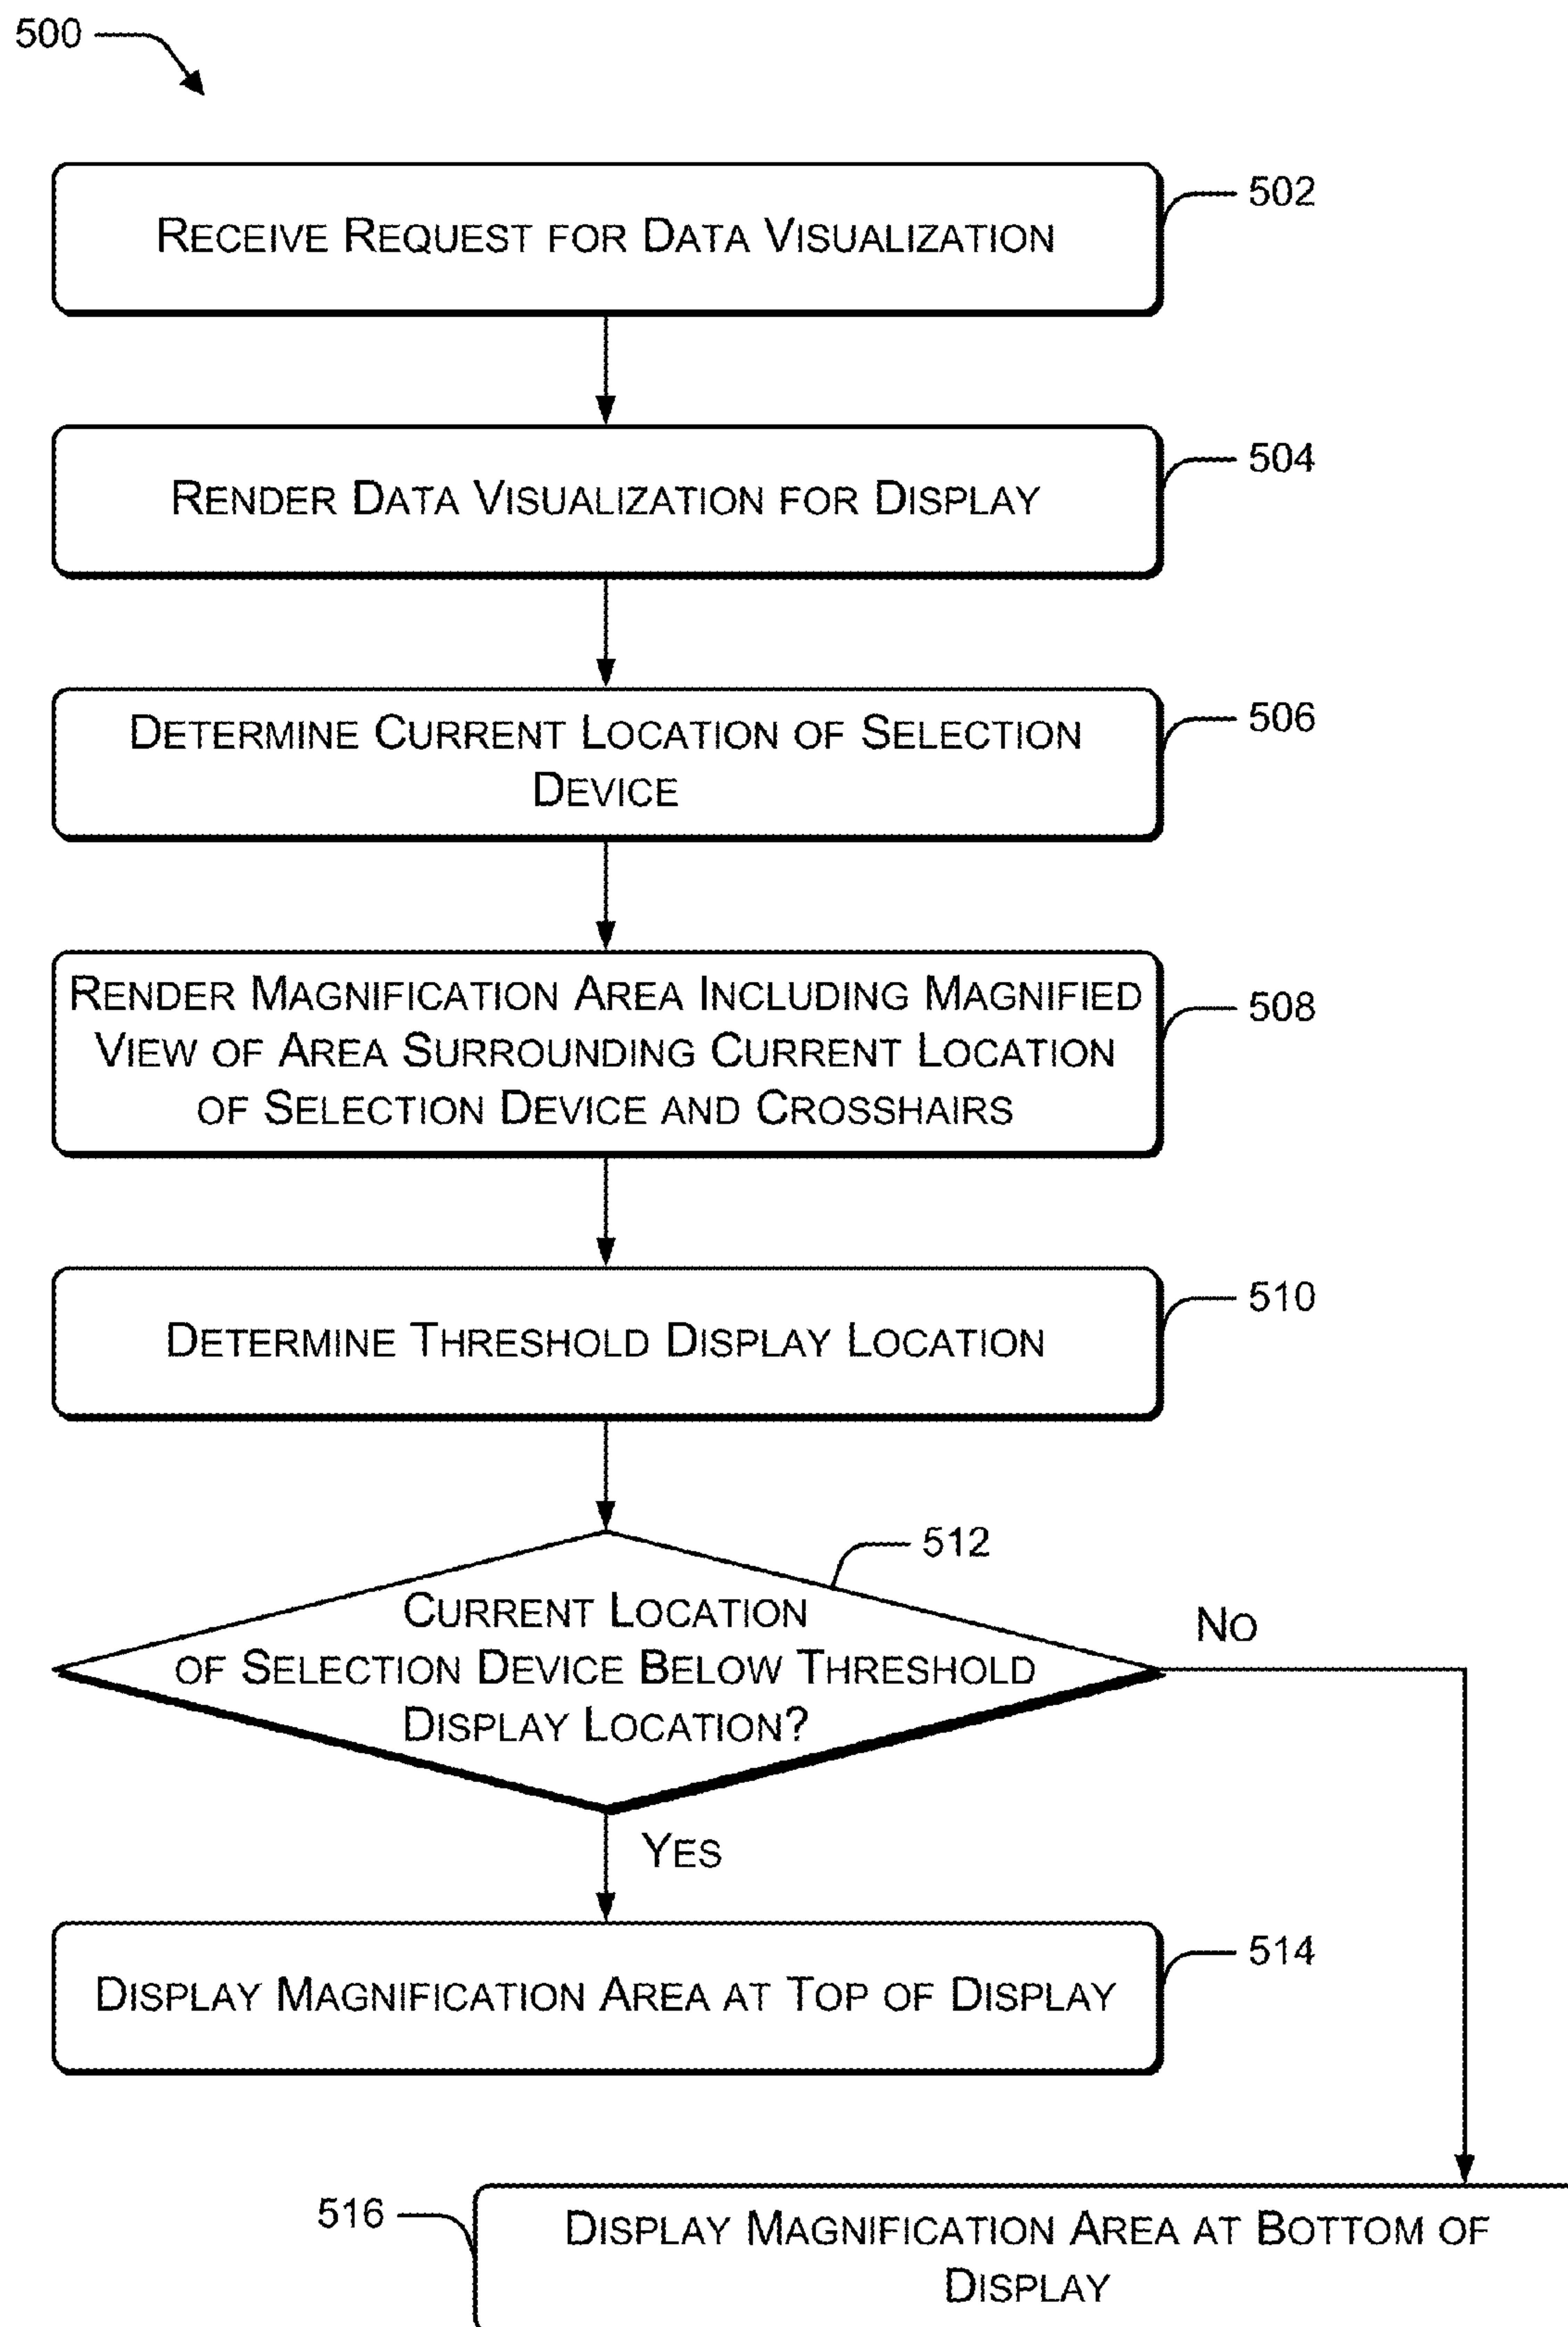 500
RECEIVE REQUEST FOR DATA VISUALIZATION
502
RENDER DATA VISUALIZATION FOR DISPLAY
504
DETERMINE CURRENT LOCATION OF SELECTION
DEVICE
506
RENDER MAGNIFICATION AREA INCLUDING MAGNIFIED
VIEW OF AREA SURROUNDING CURRENT LOCATION
OF SELECTION DEVICE AND CROSSHAIRS
508
DETERMINE THRESHOLD DISPLAY LOCATION
510
512
CURRENT LOCATION
OF SELECTION DEVICE BELOW THRESHOLD
DISPLAY LOCATION?
NO
YES
DISPLAY MAGNIFICATION AREA AT TOP OF DISPLAY
514
516
DISPLAY MAGNIFICATION AREA AT BOTTOM OF
DISPLAY